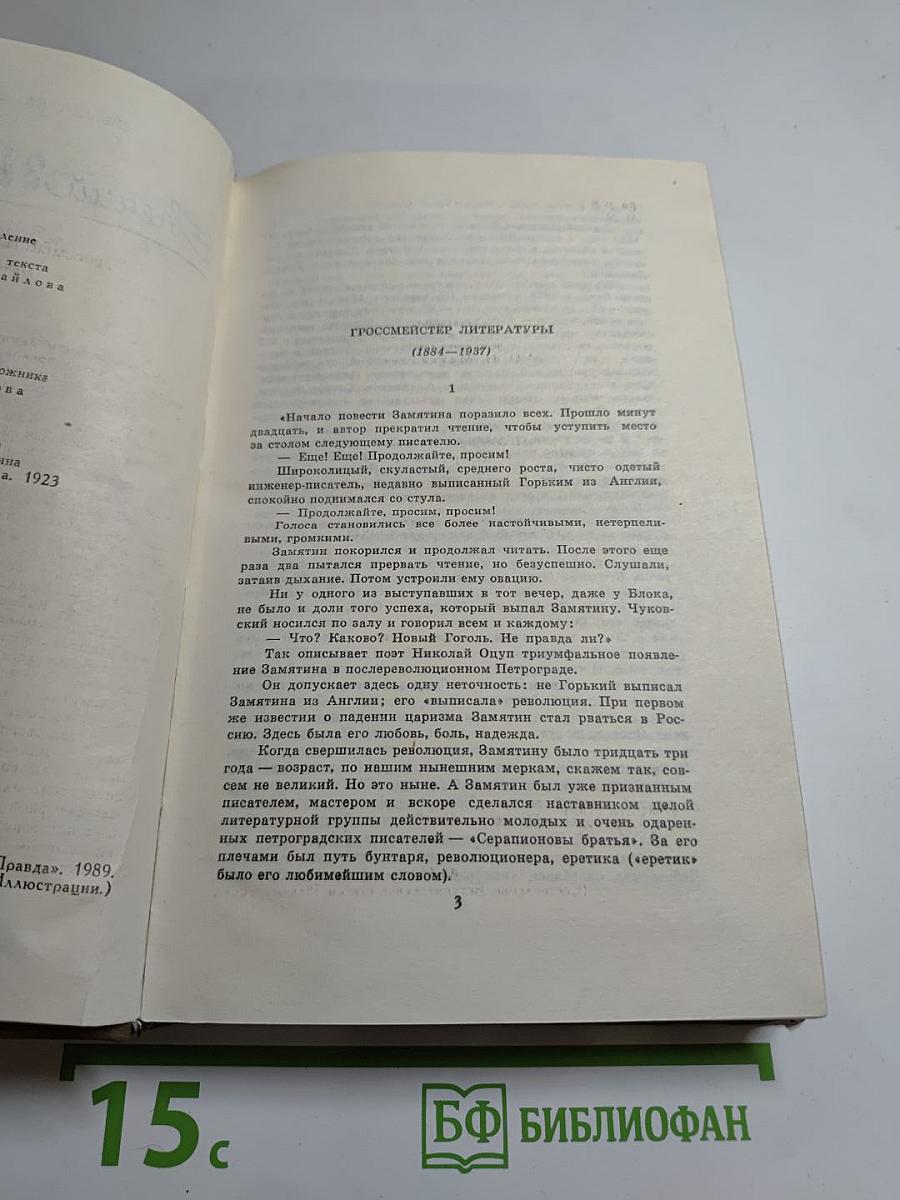 ление
текста
айлова
ожника
ова
на. 1923
Правда». 1989.
Иллюстрации.)
ГРОССМЕЙСТЕР ЛИТЕРАТУРЫ
(1884—1937)
1
«Начало повести Замятина поразило всех. Прошло минут
двадцать, и автор прекратил чтение, чтобы уступить место
за столом следующему писателю.
— Еще! Еще! Продолжайте, просим!
Широколицый, скуластый, среднего роста, чисто одетый
инженер-писатель, недавно выписанный Горьким из Англии,
спокойно поднимался со стула.
— Продолжайте, просим, просим!
Голоса становились все более настойчивыми, нетерпели-
выми, громкими.
Замятин покорился и продолжал читать. После этого еще
раза два пытался прервать чтение, но безуспешно. Слушали,
затаив дыхание. Потом устроили ему овацию.
Ни у одного из выступавших в тот вечер, даже у Блока,
не было и доли того успеха, который выпал Замятину. Чуков-
ский носился по залу и говорил всем и каждому:
— Что? Каково? Новый Гоголь. Не правда ли?»
Так описывает поэт Николай Оцуп триумфальное появле-
ние Замятина в послереволюционном Петрограде.
Он допускает здесь одну неточность: не Горький выписал
Замятина из Англии; его «выписала» революция. При первом
же известии о падении царизма Замятин стал рваться в Рос-
сию. Здесь была его любовь, боль, надежда.
Когда свершилась революция, Замятину было тридцать три
года — возраст, по нашим нынешним меркам, скажем так, сов-
сем не великий. Но это ныне. А Замятин был уже признанным
писателем, мастером и вскоре сделался наставником целой
литературной группы действительно молодых и очень одарен-
ных петроградских писателей — «Серапионовы братья». За его
плечами был путь бунтаря, революционера, еретика («еретик»
было его любимейшим словом).
3
15 с
БФ БИБЛИОФАН